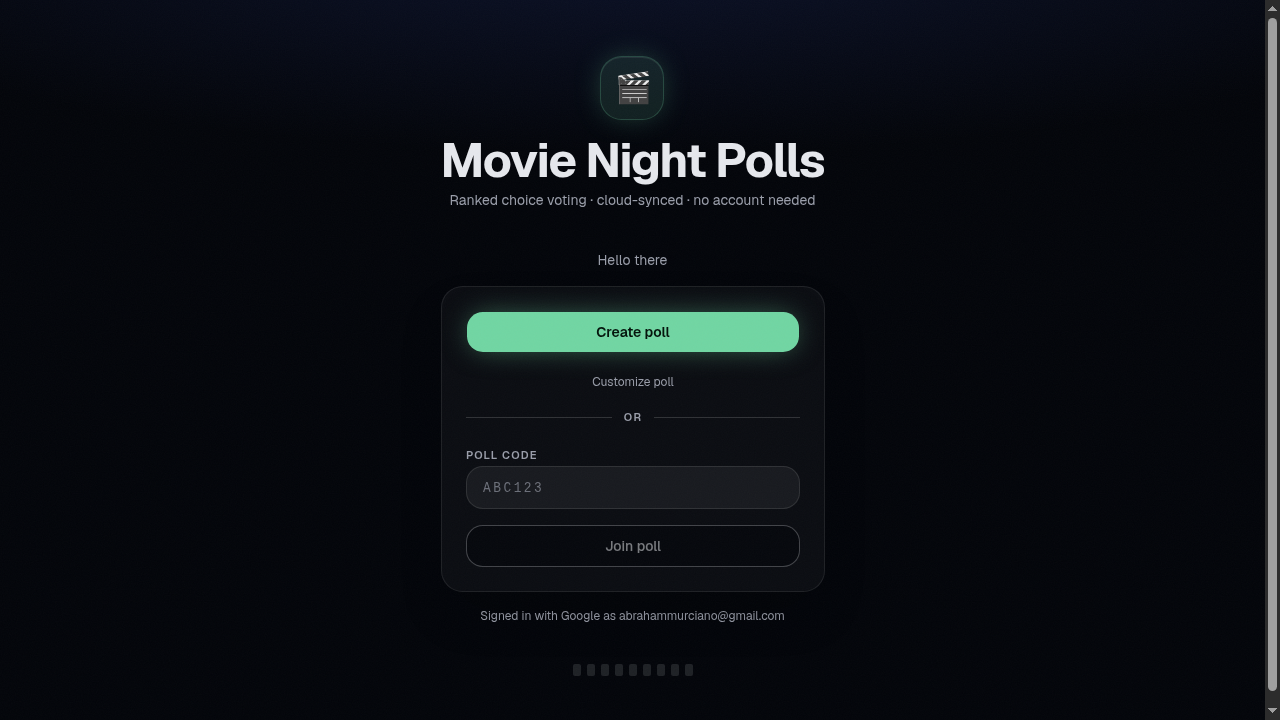 Movie Night Polls
Ranked choice voting · cloud-synced · no account needed
Hello there
Create poll
Customize poll
OR
POLL CODE
ABC123
Join poll
Signed in with Google as abrahammurciano@gmail.com